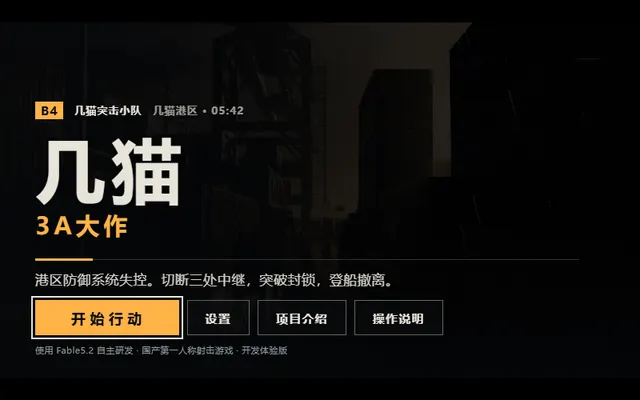 B4 几猫突击小队 几猫港区 • 05:42
几猫
3A大作
港区防御系统失控。切断三处中继，突破封锁，登船撤离。
开始行动 设置 项目介绍 操作说明
使用 Fable5.2 自主研发 · 国产第一人称射击游戏 · 开发体验版